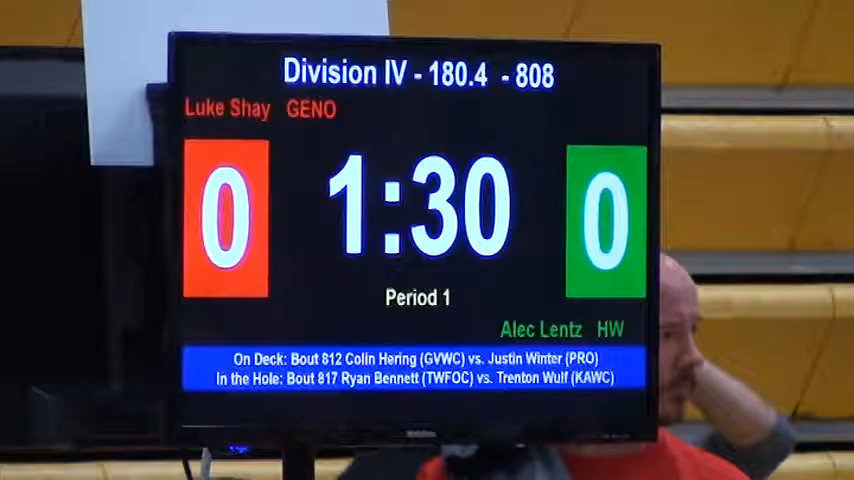 Division IV - 180.4 - 808
Luke Shay GENO
0
1:30
0
Period 1
Alec Lentz HW
On Deck: Bout 812 Colin Hering (GVWC) vs. Justin Winter (PRO)
In the Hole: Bout 817 Ryan Bennett (TWFOC) vs. Trenton Wulf (KAWC)